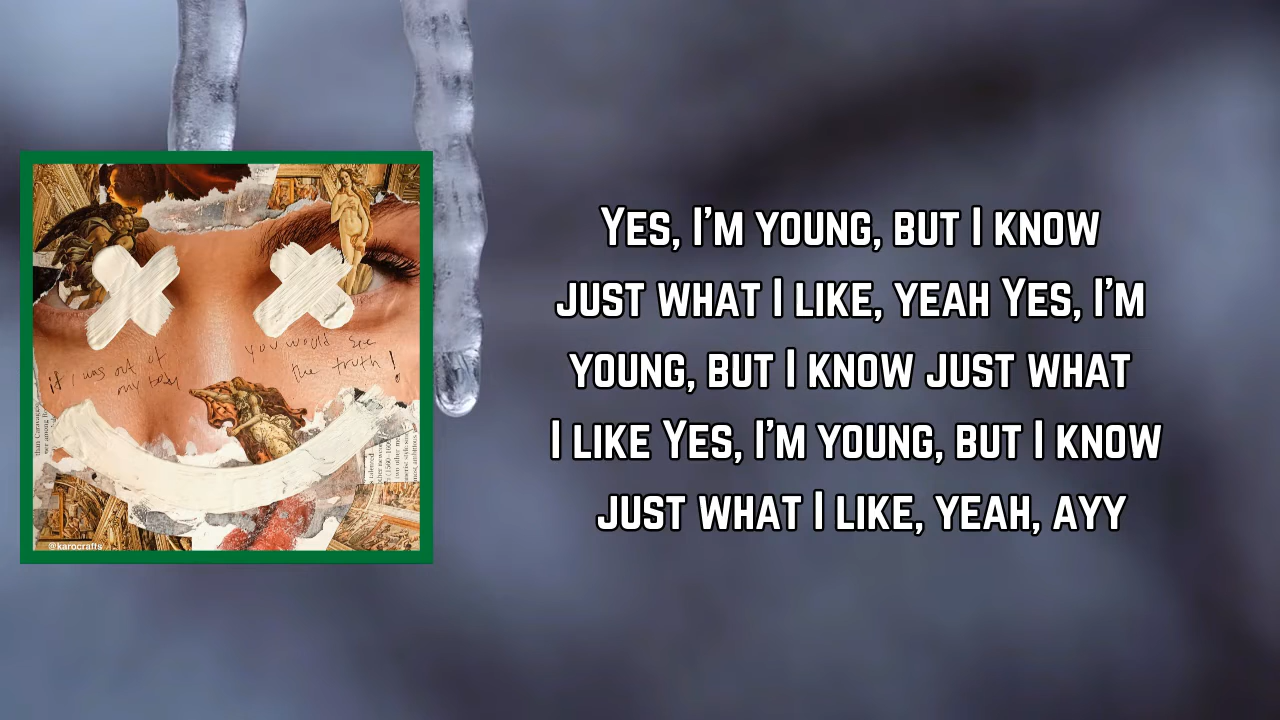 Yes, I'm young, but I know
just what I like, yeah Yes, I'm
young, but I know just what
I like Yes, I'm young, but I know
just what I like, yeah, ayy
if i was out of
my body
you would see
the truth!
@karocrafts